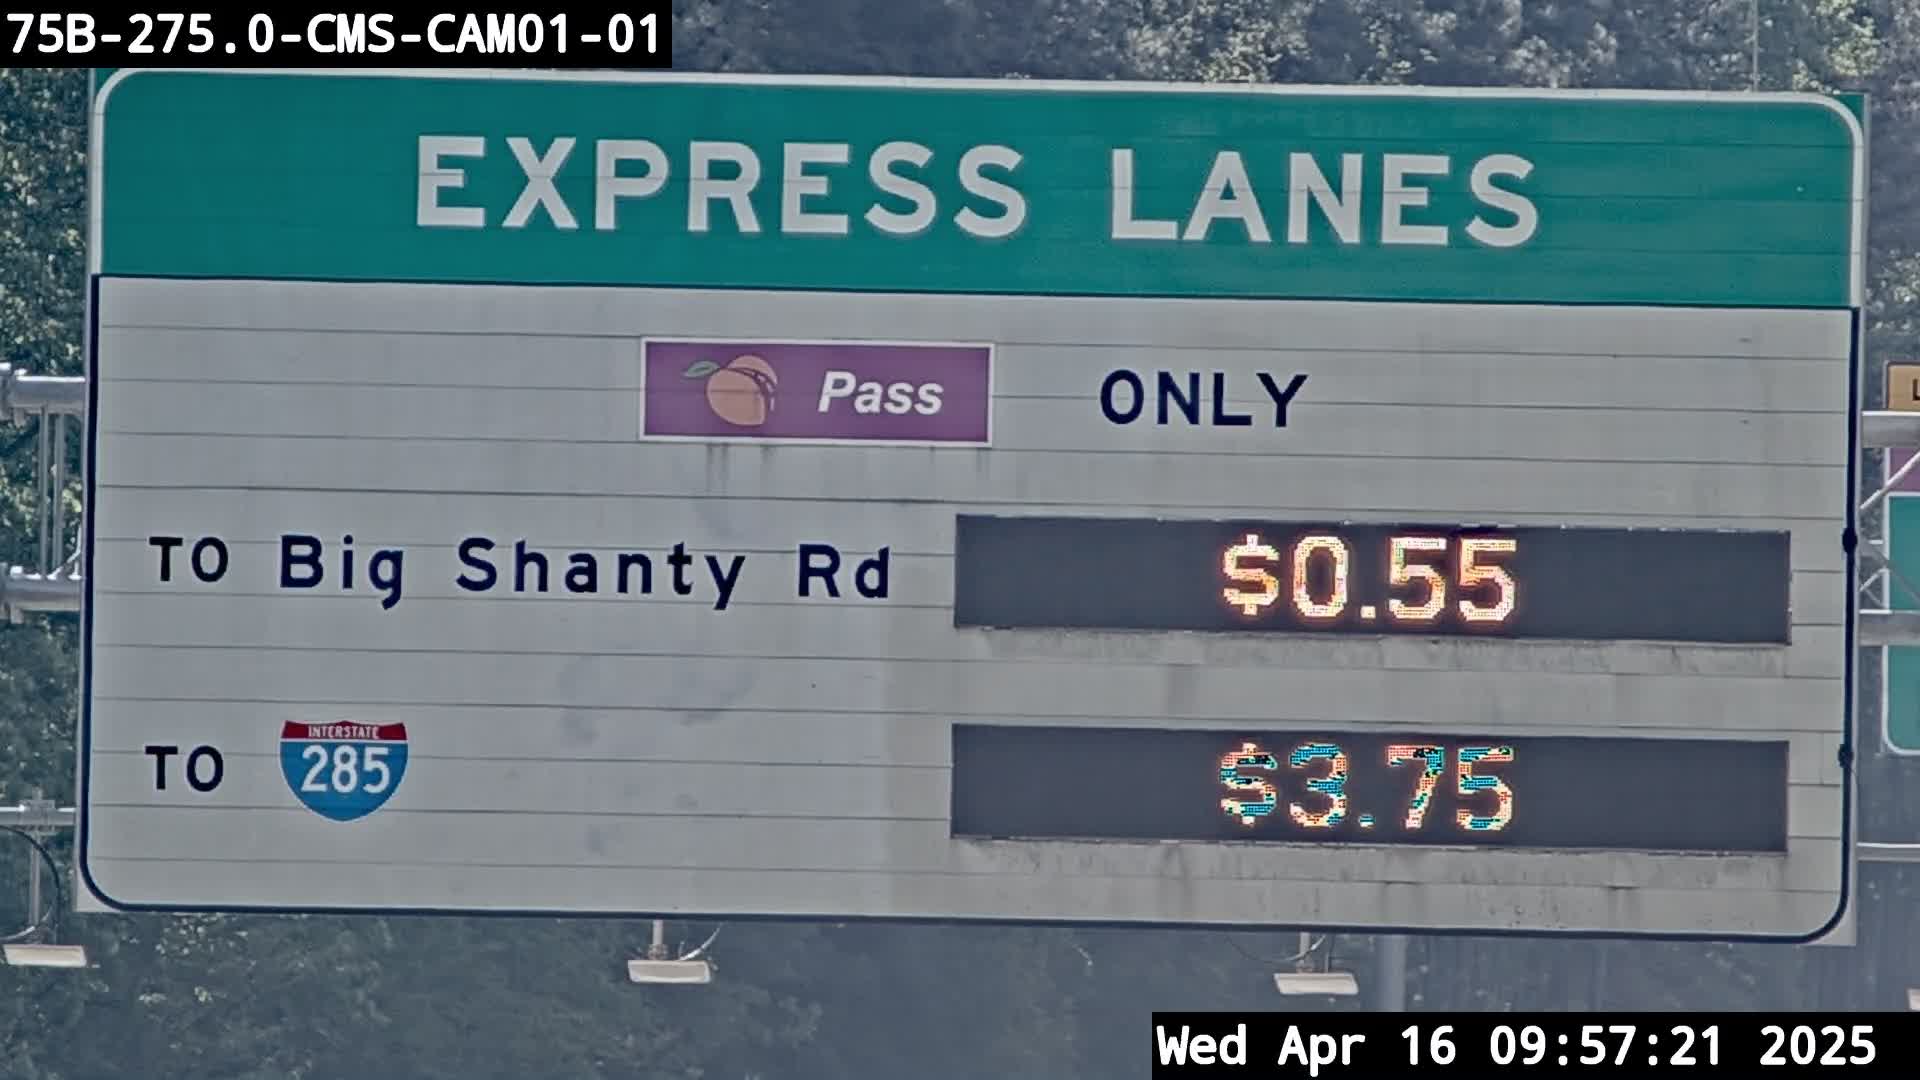 75B-275.0-CMS-CAM01-01
EXPRESS LANES
Pass ONLY
TO Big Shanty Rd $0.55
INTERSTATE
TO 285 $3.75
Wed Apr 16 09:57:21 2025